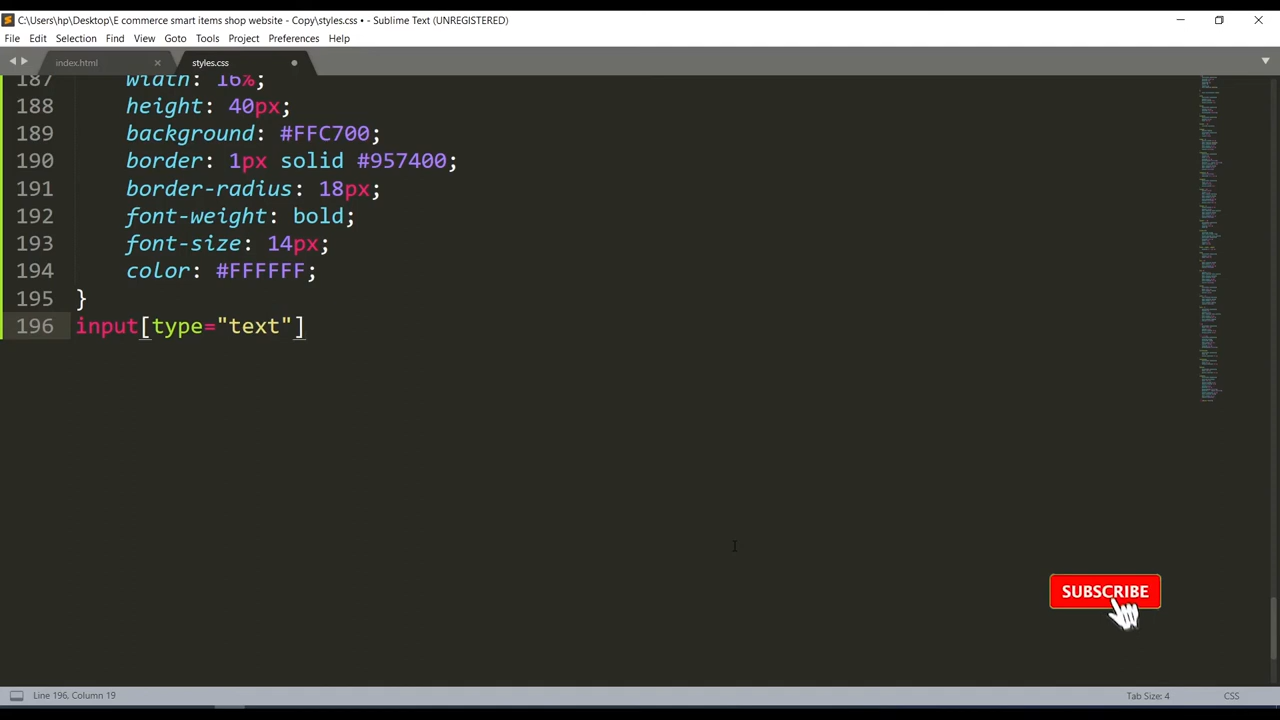 C:\Users\hp\Desktop\E commerce smart items shop website - Copy\styles.css • - Sublime Text (UNREGISTERED)
File Edit Selection Find View Goto Tools Project Preferences Help
index.html styles.css
187 width: 16%;
188 height: 40px;
189 background: #FFC700;
190 border: 1px solid #957400;
191 border-radius: 18px;
192 font-weight: bold;
193 font-size: 14px;
194 color: #FFFFFF;
195 }
196 input[type="text"]
SUBSCRIBE
Line 196, Column 19 Tab Size: 4 CSS